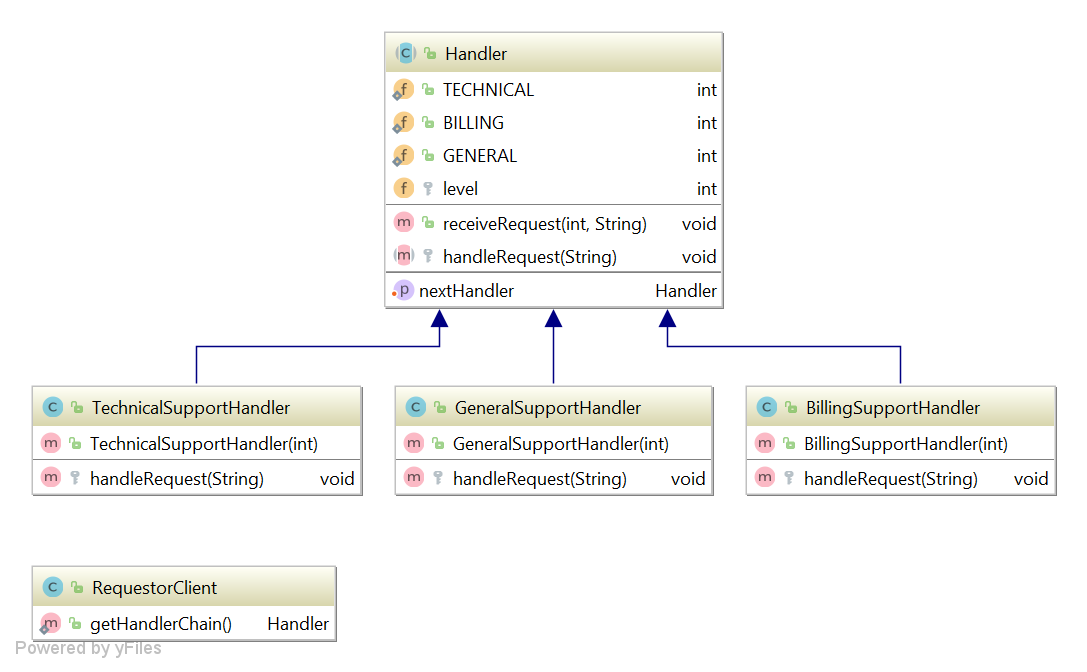 Handler
TECHNICAL int
BILLING int
GENERAL int
level int
receiveRequest(int, String) void
handleRequest(String) void
nextHandler Handler
TechnicalSupportHandler
TechnicalSupportHandler(int)
handleRequest(String) void
GeneralSupportHandler
GeneralSupportHandler(int)
handleRequest(String) void
BillingSupportHandler
BillingSupportHandler(int)
handleRequest(String) void
RequestorClient
getHandlerChain() Handler
Powered by yFiles